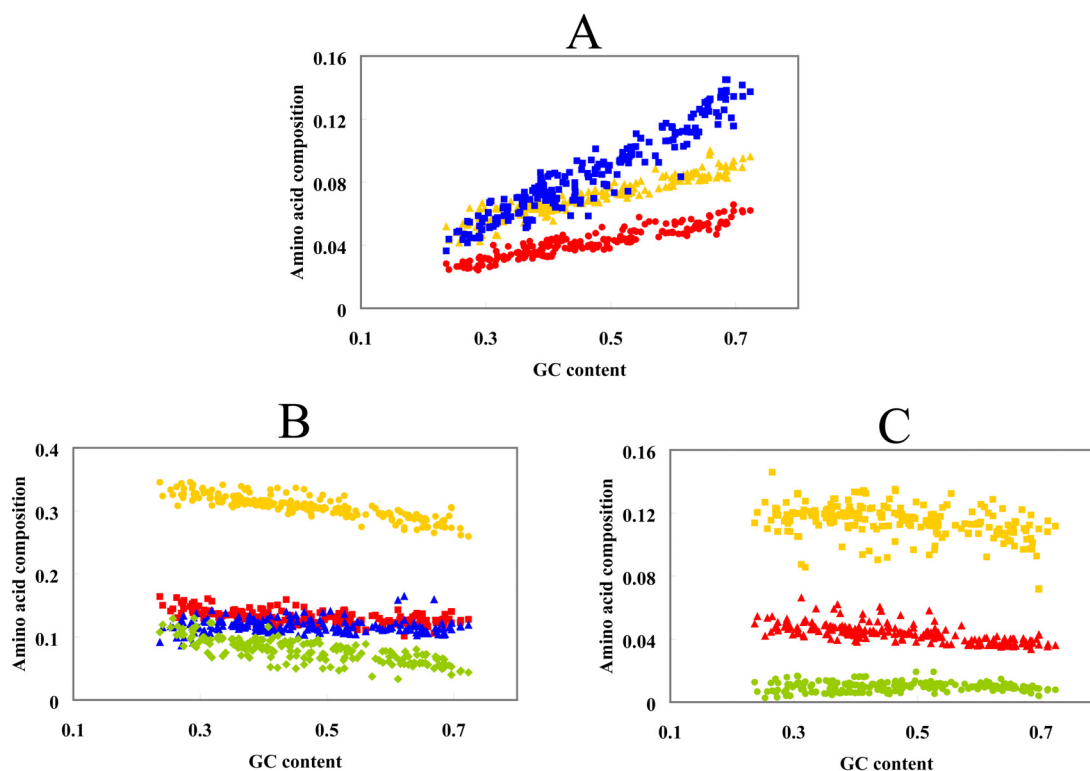 A
0.16
0.12
0.08
0.04
0
Amino acid composition
0.1 0.3 0.5 0.7
GC content
B
0.4
0.3
0.2
0.1
0
Amino acid composition
0.1 0.3 0.5 0.7
GC content
C
0.16
0.12
0.08
0.04
0
Amino acid composition
0.1 0.3 0.5 0.7
GC content